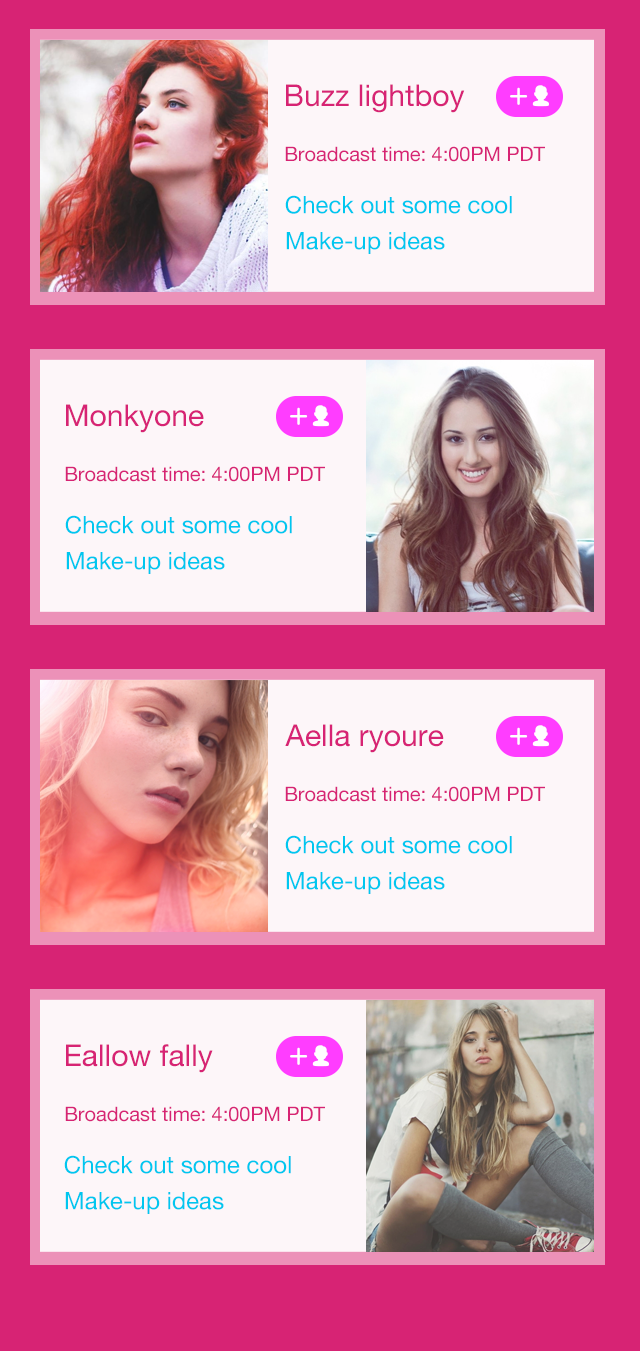 Buzz lightboy
Broadcast time: 4:00PM PDT
Check out some cool
Make-up ideas
Monkyone
Broadcast time: 4:00PM PDT
Check out some cool
Make-up ideas
Aella ryoure
Broadcast time: 4:00PM PDT
Check out some cool
Make-up ideas
Eallow fally
Broadcast time: 4:00PM PDT
Check out some cool
Make-up ideas